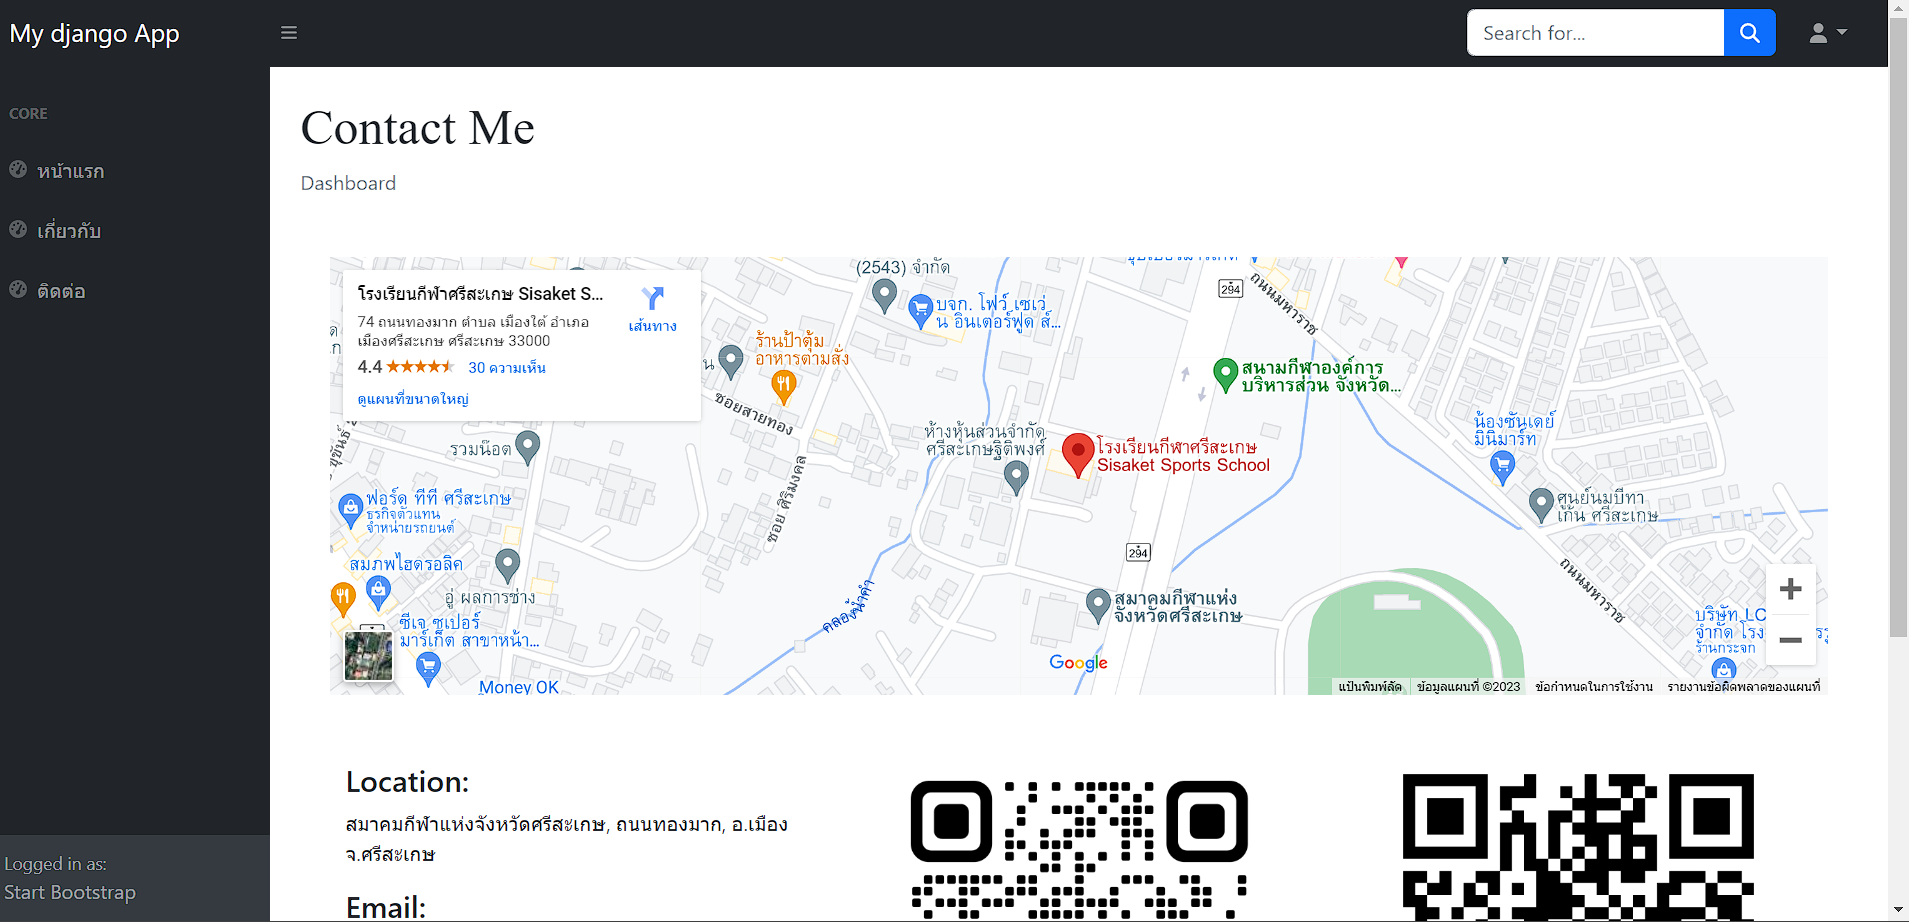 My django App
Search for...
CORE
หน้าแรก
เกี่ยวกับ
ติดต่อ
Logged in as:
Start Bootstrap
Contact Me
Dashboard
โรงเรียนกีฬาศรีสะเกษ Sisaket S...
74 ถนนทองมาก ตำบล เมืองใต้ อำเภอ
เมืองศรีสะเกษ ศรีสะเกษ 33000
4.4
30 ความเห็น
ดูแผนที่ขนาดใหญ่
เส้นทาง
(2543) จำกัด
บจก. โฟว์ เซเว่
น อินเตอร์ฟูด ส์...
ร้านป้าตุ้ม
อาหารตามสั่ง
ซอยสายทอง
294
ถนนมหาราช
สนามกีฬาองค์การ
บริหารส่วน จังหวัด...
ห้างหุ้นส่วนจำกัด
ศรีสะเกษฐิติพงศ์
โรงเรียนกีฬาศรีสะเกษ
Sisaket Sports School
น้องซันเดย์
มินิมาร์ท
รวมน๊อต
ฟอร์ด ทีที ศรีสะเกษ
ธุรกิจตัวแทน
จำหน่ายรถยนต์
ซอย ศิริมงคล
ศูนย์นมบีทา
เก้น ศรีสะเกษ
294
สมภพไฮดรอลิค
อู่ ผลการช่าง
คลองน้ำคำ
สมาคมกีฬาแห่ง
จังหวัดศรีสะเกษ
ถนนมหาราช
ซีเจ ซูเปอร์
มาร์เก็ต สาขาหน้า...
บริษัท LC
จำกัด โรง
ร้านกระจก
Money OK
Google
แป้นพิมพ์ลัด
ข้อมูลแผนที่ ©2023
ข้อกำหนดในการใช้งาน
รายงานข้อผิดพลาดของแผนที่
Location:
สมาคมกีฬาแห่งจังหวัดศรีสะเกษ, ถนนทองมาก, อ.เมือง
จ.ศรีสะเกษ
Email: